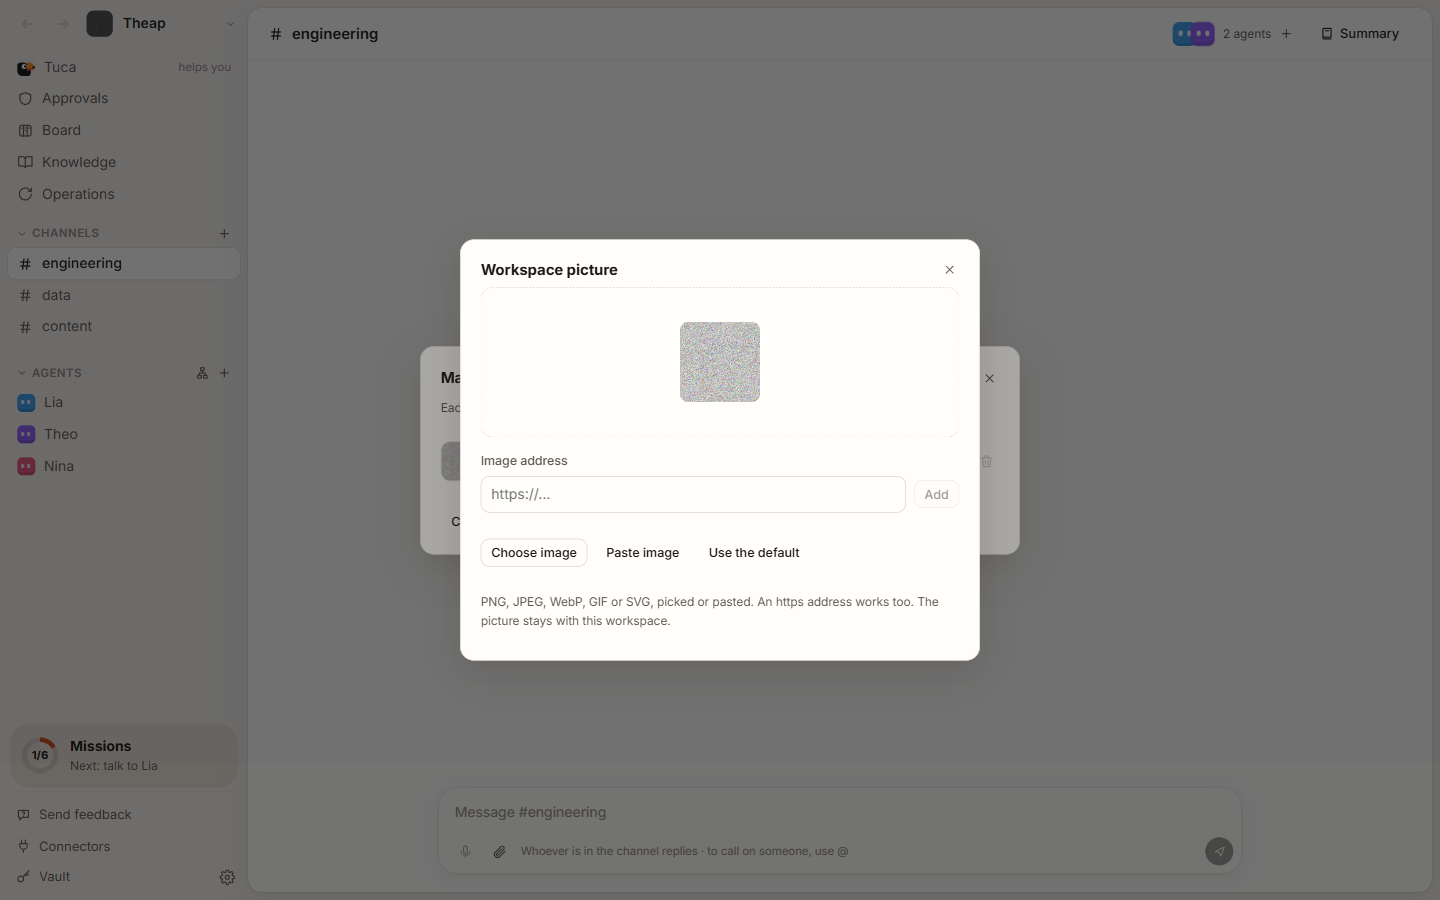 Theap
Tuca
helps you
Approvals
Board
Knowledge
Operations
CHANNELS
engineering
data
content
AGENTS
Lia
Theo
Nina
1/6
Missions
Next: talk to Lia
Send feedback
Connectors
Vault
# engineering
2 agents
Summary
Workspace picture
Image address
https://...
Add
Choose image
Paste image
Use the default
PNG, JPEG, WebP, GIF or SVG, picked or pasted. An https address works too. The
picture stays with this workspace.
Message #engineering
Whoever is in the channel replies · to call on someone, use @